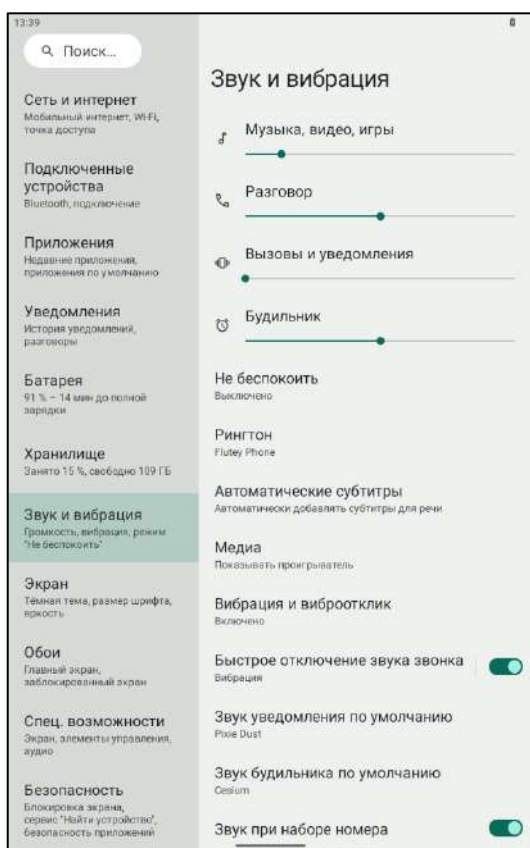 13:39
Поиск...
Сеть и интернет
Мобильный интернет, Wi-Fi,
точка доступа
Подключенные
устройства
Bluetooth, подключение
Приложения
Недавние приложения,
приложения по умолчанию
Уведомления
История уведомлений,
разговоры
Батарея
91 % – 14 мин до полной
зарядки
Хранилище
Занято 15 %, свободно 109 ГБ
Звук и вибрация
Громкость, вибрация, режим
"Не беспокоить"
Экран
Тёмная тема, размер шрифта,
яркость
Обои
Главный экран,
заблокированный экран
Спец. возможности
Экран, элементы управления,
аудио
Безопасность
Блокировка экрана,
сервис "Найти устройство",
безопасность приложений
Звук и вибрация
Музыка, видео, игры
Разговор
Вызовы и уведомления
Будильник
Не беспокоить
Выключено
Рингтон
Flutey Phone
Автоматические субтитры
Автоматически добавлять субтитры для речи
Медиа
Показывать проигрыватель
Вибрация и виброотклик
Включено
Быстрое отключение звука звонка
Вибрация
Звук уведомления по умолчанию
Pixie Dust
Звук будильника по умолчанию
Cesium
Звук при наборе номера